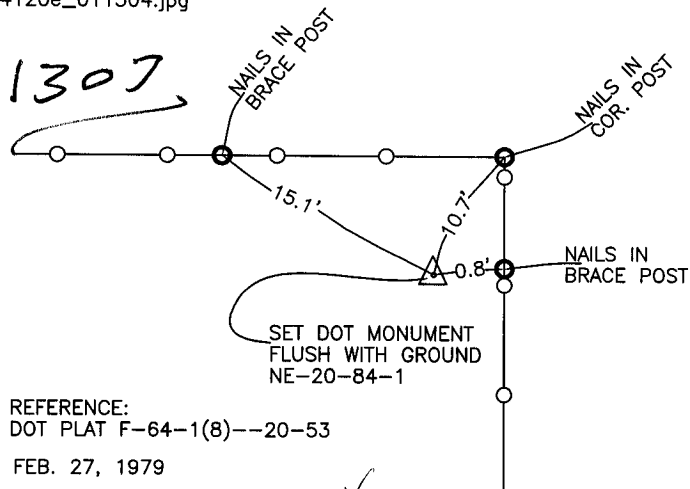 1307
NAILS IN
BRACE POST
NAILS IN
COR. POST
15.1'
10.7'
0.8'
NAILS IN
BRACE POST
SET DOT MONUMENT
FLUSH WITH GROUND
NE-20-84-1
REFERENCE:
DOT PLAT F-64-1(8)--20-53
FEB. 27, 1979